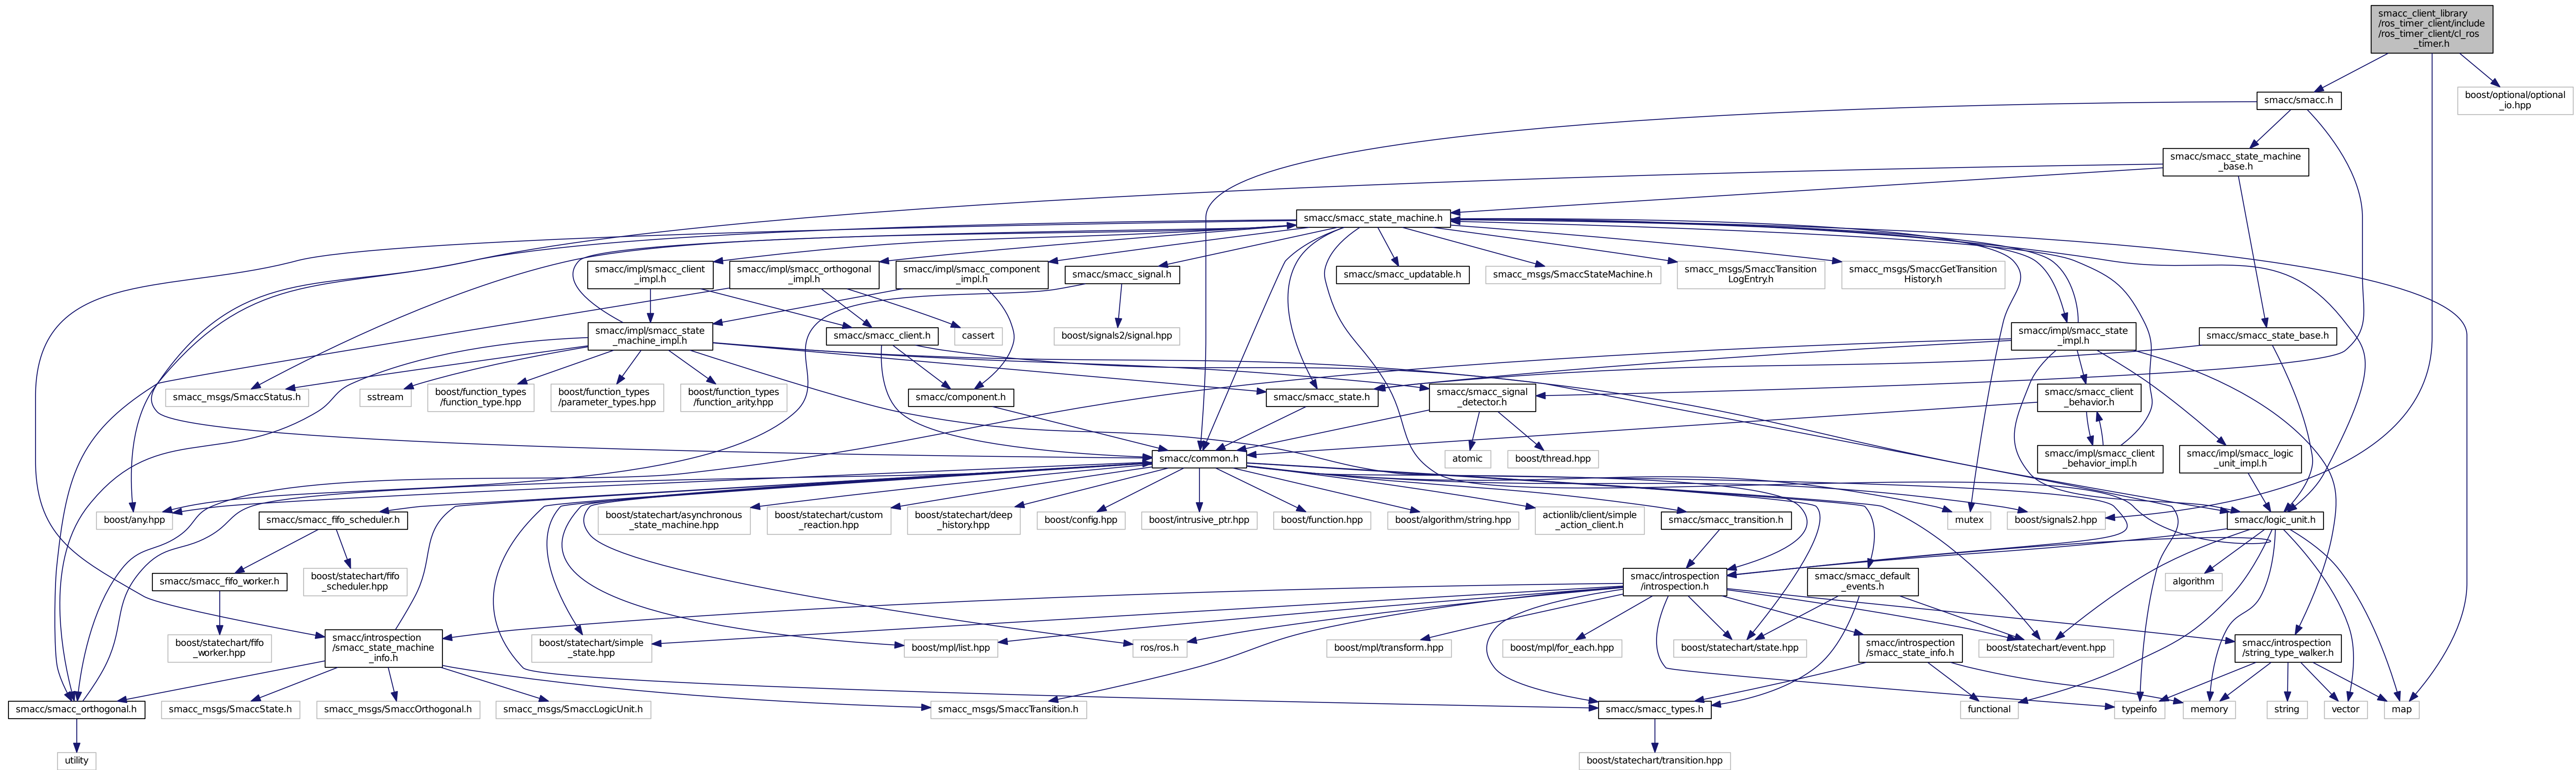 smacc_client_library
/ros_timer_client/include
/ros_timer_client/cl_ros
_timer.h
smacc/smacc.h
boost/optional/optional
_io.hpp
smacc/smacc_state_machine
_base.h
smacc/smacc_state_machine.h
smacc/impl/smacc_client
_impl.h
smacc/impl/smacc_orthogonal
_impl.h
smacc/impl/smacc_component
_impl.h
smacc/smacc_signal.h
smacc/smacc_updatable.h
smacc_msgs/SmaccStateMachine.h
smacc_msgs/SmaccTransition
LogEntry.h
smacc_msgs/SmaccGetTransition
History.h
smacc/impl/smacc_state
_machine_impl.h
smacc/smacc_client.h
cassert
boost/signals2/signal.hpp
smacc/impl/smacc_state
_impl.h
smacc/smacc_state_base.h
smacc_msgs/SmaccStatus.h
sstream
boost/function_types
/function_type.hpp
boost/function_types
/parameter_types.hpp
boost/function_types
/function_arity.hpp
smacc/component.h
smacc/smacc_state.h
smacc/smacc_signal
_detector.h
smacc/smacc_client
_behavior.h
smacc/common.h
atomic
boost/thread.hpp
smacc/impl/smacc_client
_behavior_impl.h
smacc/impl/smacc_logic
_unit_impl.h
boost/any.hpp
smacc/smacc_fifo_scheduler.h
boost/statechart/asynchronous
_state_machine.hpp
boost/statechart/custom
_reaction.hpp
boost/statechart/deep
_history.hpp
boost/config.hpp
boost/intrusive_ptr.hpp
boost/function.hpp
boost/algorithm/string.hpp
actionlib/client/simple
_action_client.h
smacc/smacc_transition.h
mutex
boost/signals2.hpp
smacc/logic_unit.h
smacc/smacc_fifo_worker.h
boost/statechart/fifo
_scheduler.hpp
smacc/introspection
/introspection.h
smacc/smacc_default
_events.h
algorithm
boost/statechart/fifo
_worker.hpp
smacc/introspection
/smacc_state_machine
_info.h
boost/statechart/simple
_state.hpp
boost/mpl/list.hpp
ros/ros.h
boost/mpl/transform.hpp
boost/mpl/for_each.hpp
boost/statechart/state.hpp
smacc/introspection
/smacc_state_info.h
boost/statechart/event.hpp
smacc/introspection
/string_type_walker.h
smacc/smacc_orthogonal.h
smacc_msgs/SmaccState.h
smacc_msgs/SmaccOrthogonal.h
smacc_msgs/SmaccLogicUnit.h
smacc_msgs/SmaccTransition.h
smacc/smacc_types.h
functional
typeinfo
memory
string
vector
map
utility
boost/statechart/transition.hpp